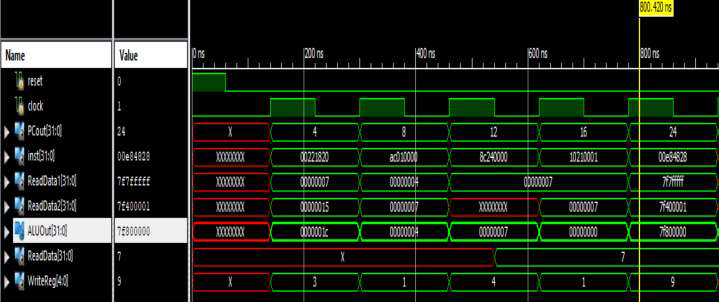 800.420 ns
Name Value 0 ns 200 ns 400 ns 600 ns 800 ns
reset 0
clock 1
PCout[31:0] 24 X 4 8 12 16 24
inst[31:0] 00e84828 XXXXXXXX 00221820 ac010000 8c240000 10210001 00e84828
ReadData1[31:0] 7f7fffff XXXXXXXX 00000007 00000004 00000007 7f7fffff
ReadData2[31:0] 7f400001 XXXXXXXX 00000015 00000007 XXXXXXXX 00000007 7f400001
ALUOut[31:0] 7f800000 XXXXXXXX 0000001c 00000004 00000007 00000000 7f800000
ReadData[31:0] 7 X 7
WriteReg[4:0] 9 X 3 1 4 1 9